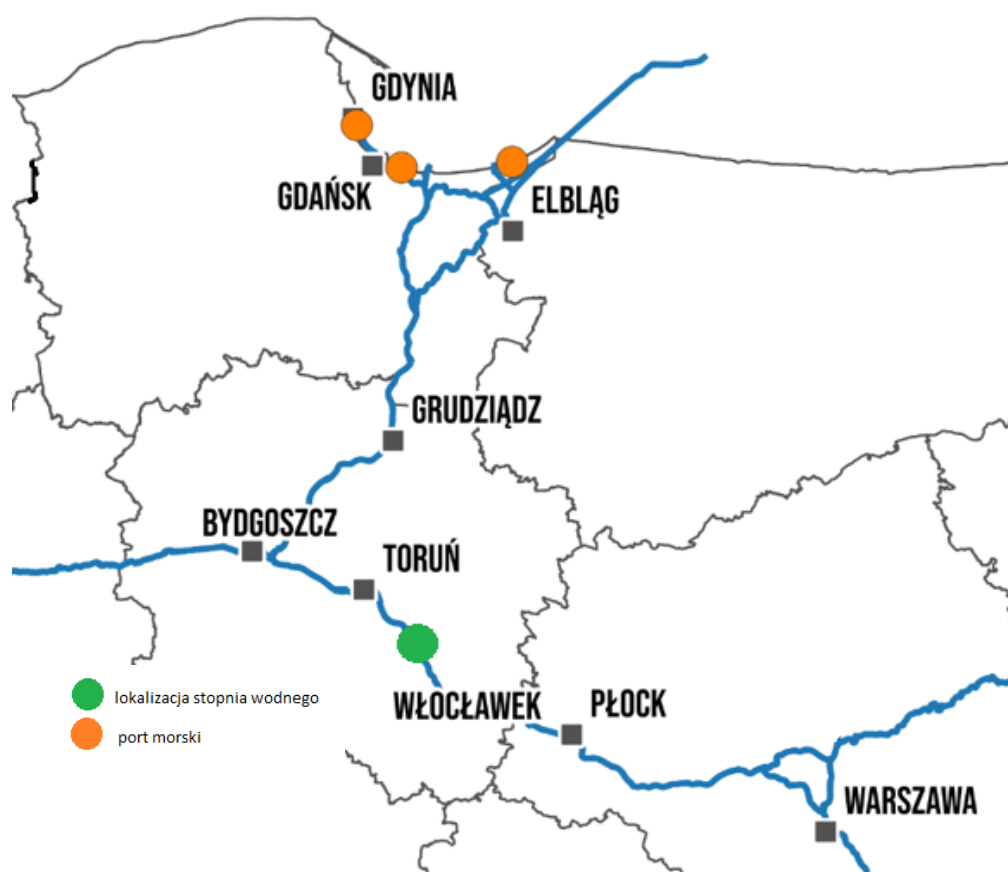 GDYNIA
GDAŃSK
ELBLĄG
GRUDZIĄDZ
BYDGOSZCZ
TORUŃ
WŁOCŁAWEK
PŁOCK
WARSZAWA
lokalizacja stopnia wodnego
port morski